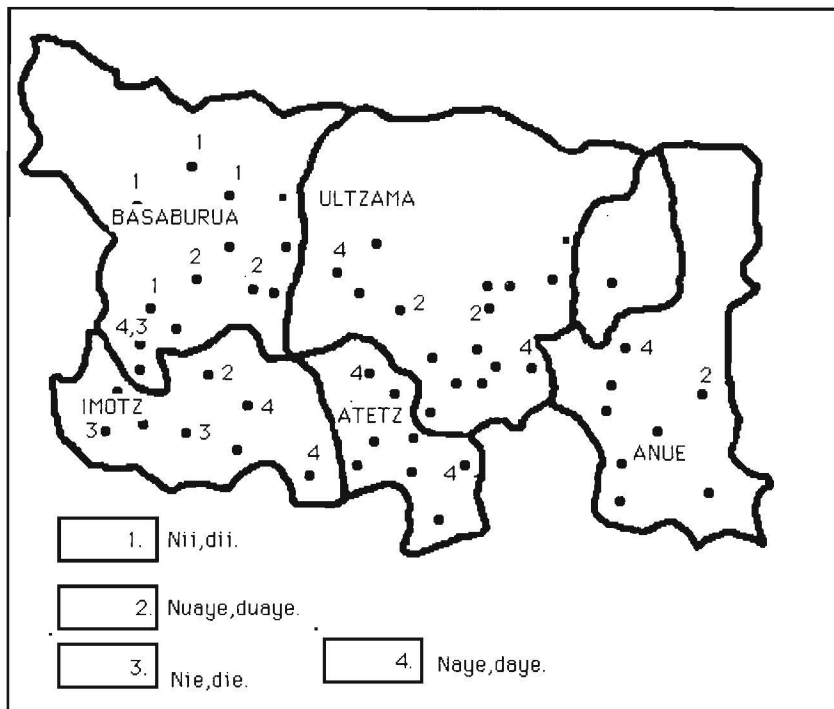 1
1
1
ULTZAMA
BASABURUA
4
2
2
1
2
2
4,3
4
4
2
4
2
IMOTZ
4
ATETZ
3
3
ANUE
4
4
1. Nii,dii.
2. Nuaye,duaye.
3. Nie,die.
4. Naye,daye.